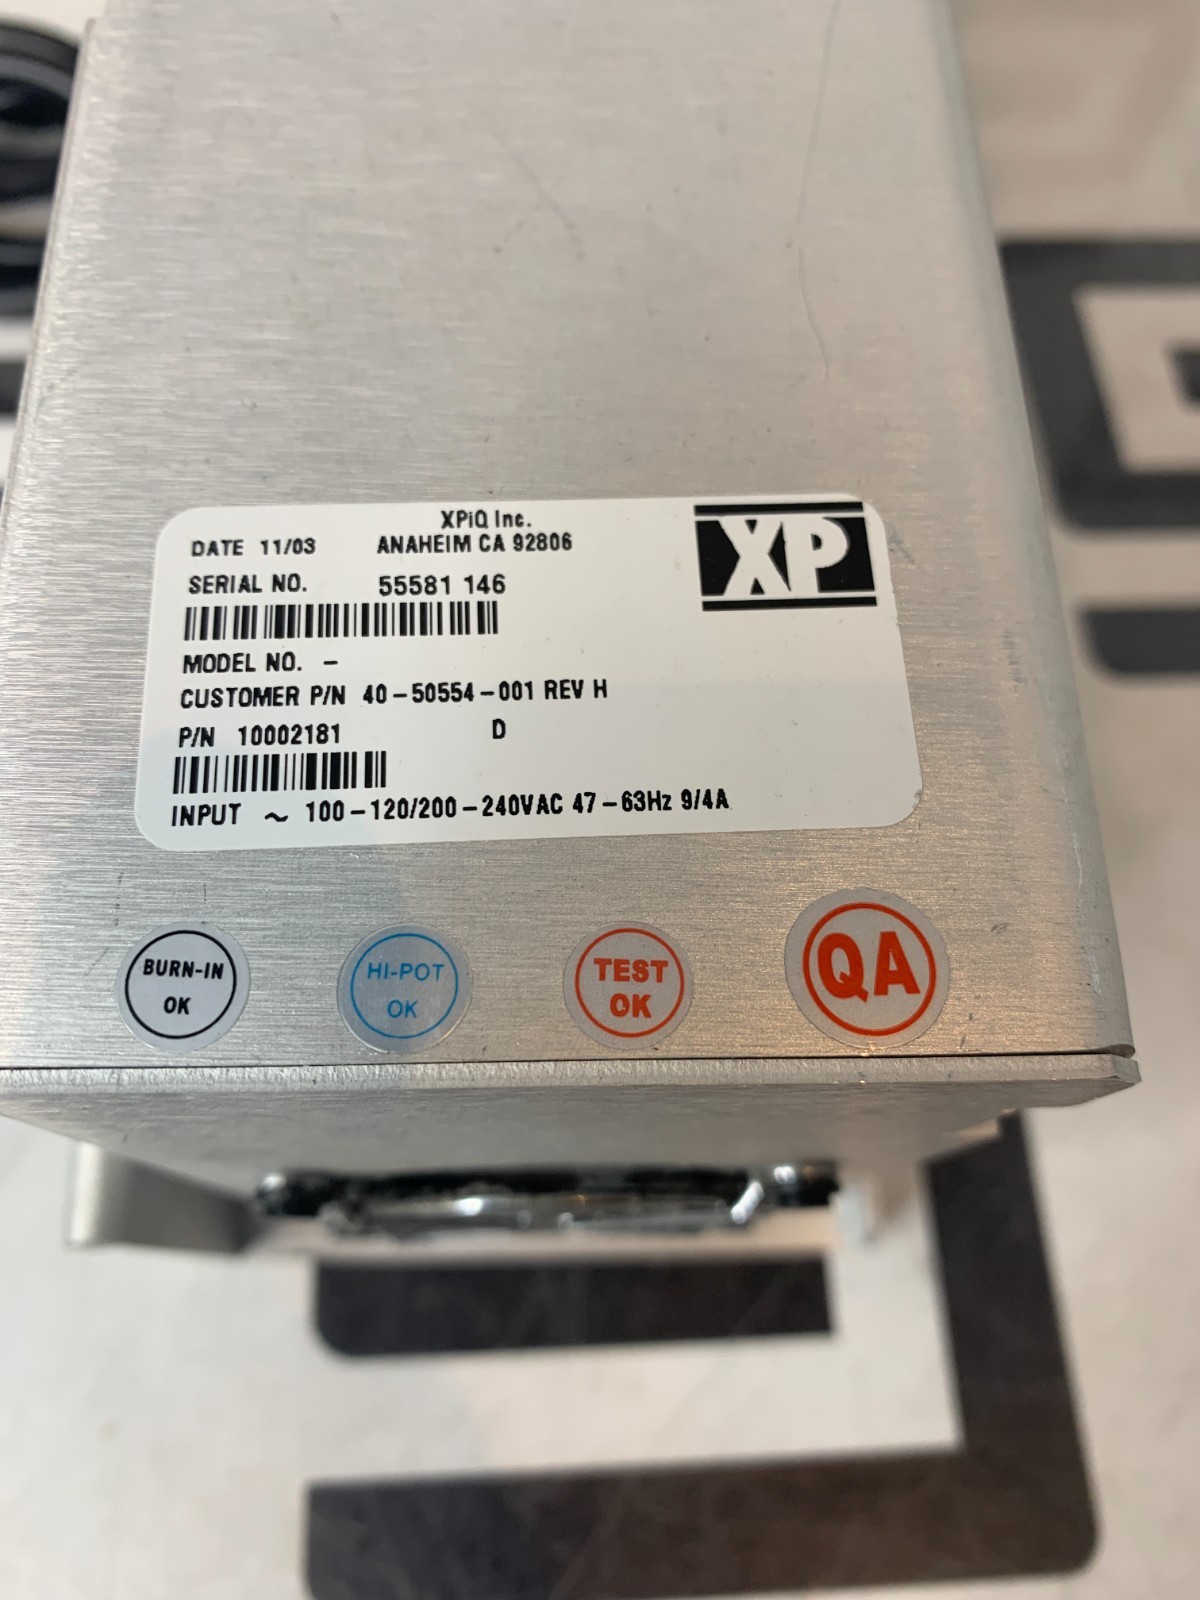 XPiQ Inc.
DATE 11/03 ANAHEIM CA 92806
XP
SERIAL NO. 55581 146
MODEL NO. -
CUSTOMER P/N 40-50554-001 REV H
P/N 10002181 D
INPUT ~ 100-120/200-240VAC 47-63Hz 9/4A
BURN-IN
OK
HI-POT
OK
TEST
OK
QA